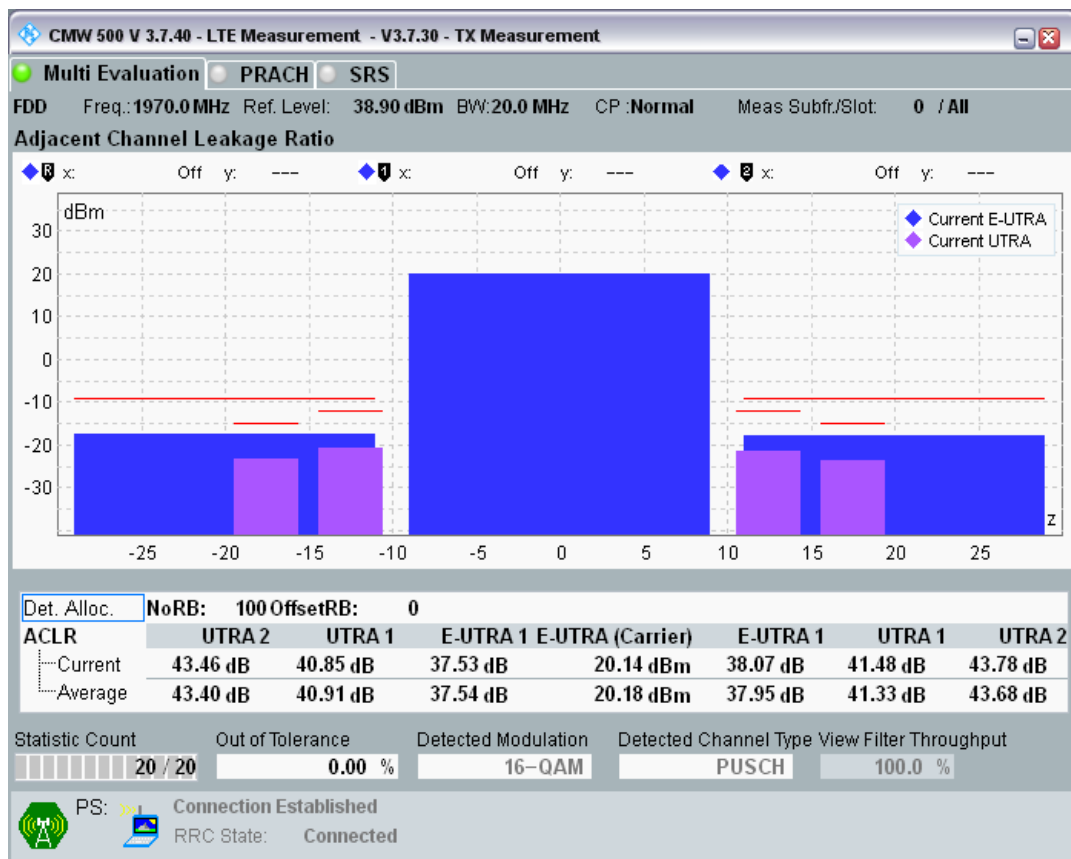 CMW 500 V 3.7.40 - LTE Measurement - V3.7.30 - TX Measurement
Multi Evaluation PRACH SRS
FDD Freq.:1970.0 MHz Ref. Level: 38.90 dBm BW:20.0 MHz CP :Normal Meas Subfr./Slot: 0 / All
Adjacent Channel Leakage Ratio
R x: Off y: --- 1 x: Off y: --- 2 x: Off y: ---
dBm
Current E-UTRA
Current UTRA
30
20
10
0
-10
-20
-30
z
-25 -20 -15 -10 -5 0 5 10 15 20 25
Det. Alloc. NoRB: 100 OffsetRB: 0
ACLR UTRA 2 UTRA 1 E-UTRA 1 E-UTRA (Carrier) E-UTRA 1 UTRA 1 UTRA 2
Current 43.46 dB 40.85 dB 37.53 dB 20.14 dBm 38.07 dB 41.48 dB 43.78 dB
Average 43.40 dB 40.91 dB 37.54 dB 20.18 dBm 37.95 dB 41.33 dB 43.68 dB
Statistic Count Out of Tolerance Detected Modulation Detected Channel Type View Filter Throughput
20 / 20 0.00 % 16-QAM PUSCH 100.0 %
PS: Connection Established
RRC State: Connected